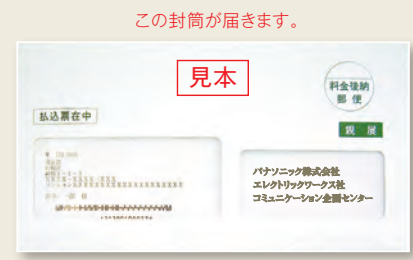 この封筒が届きます。
見本
料金後納
郵便
払込票在中
親展
パナソニック株式会社
エレクトリックワークス社
コミュニケーション企画センター